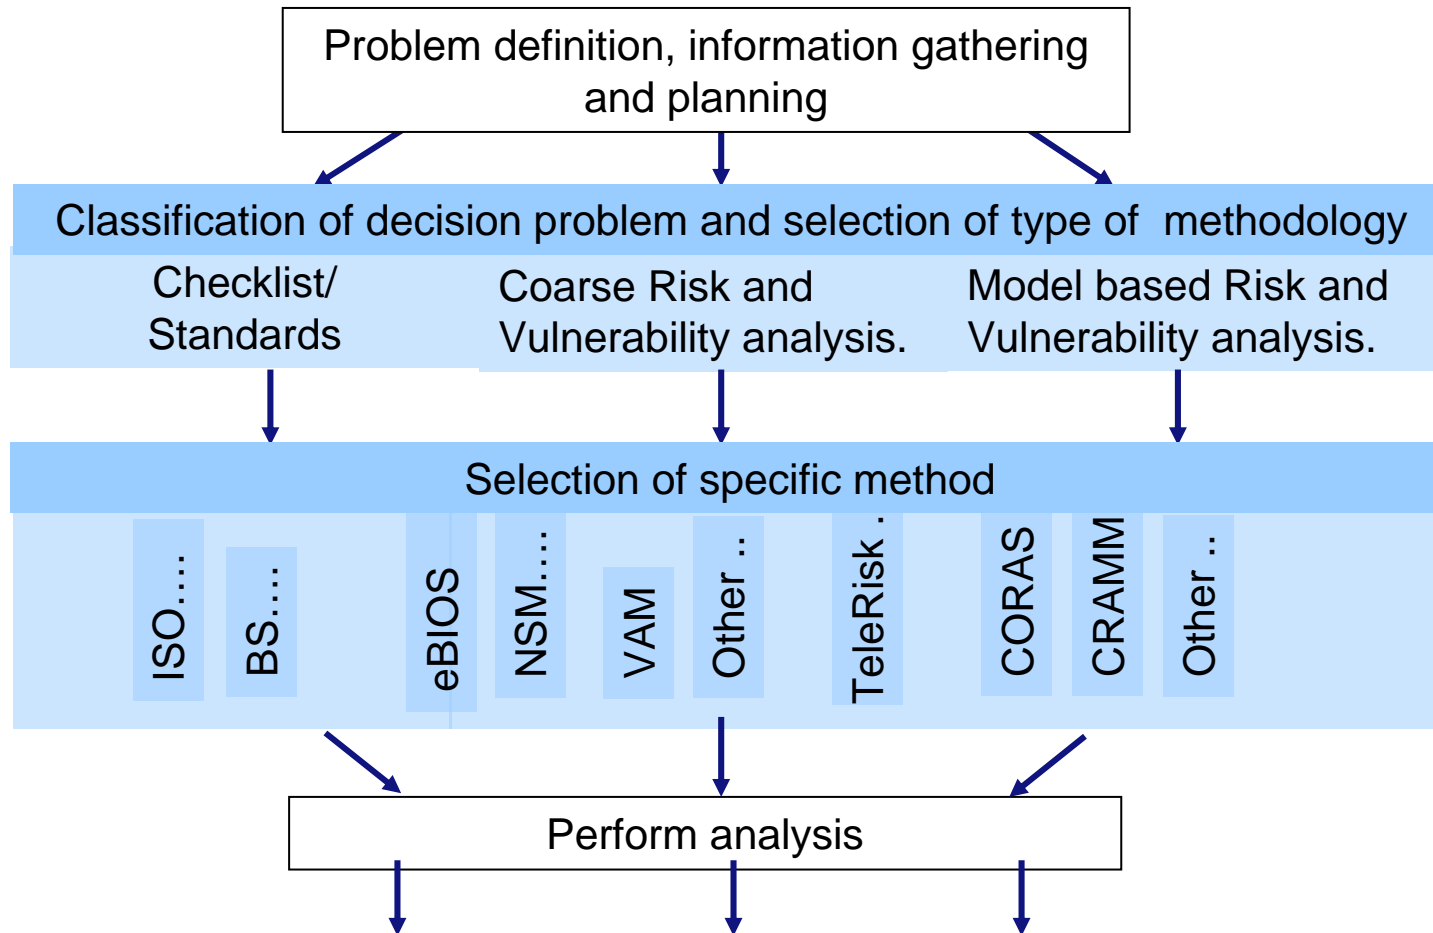 Problem definition, information gathering
and planning
Classification of decision problem and selection of type of  methodology
Checklist/
Standards
Coarse Risk and
Vulnerability analysis.
Model based Risk and
Vulnerability analysis.
Selection of specific method
ISO.....
BS....
eBIOS
NSM....
VAM
Other ..
TeleRisk .
CORAS
CRAMM
Other ..
Perform analysis